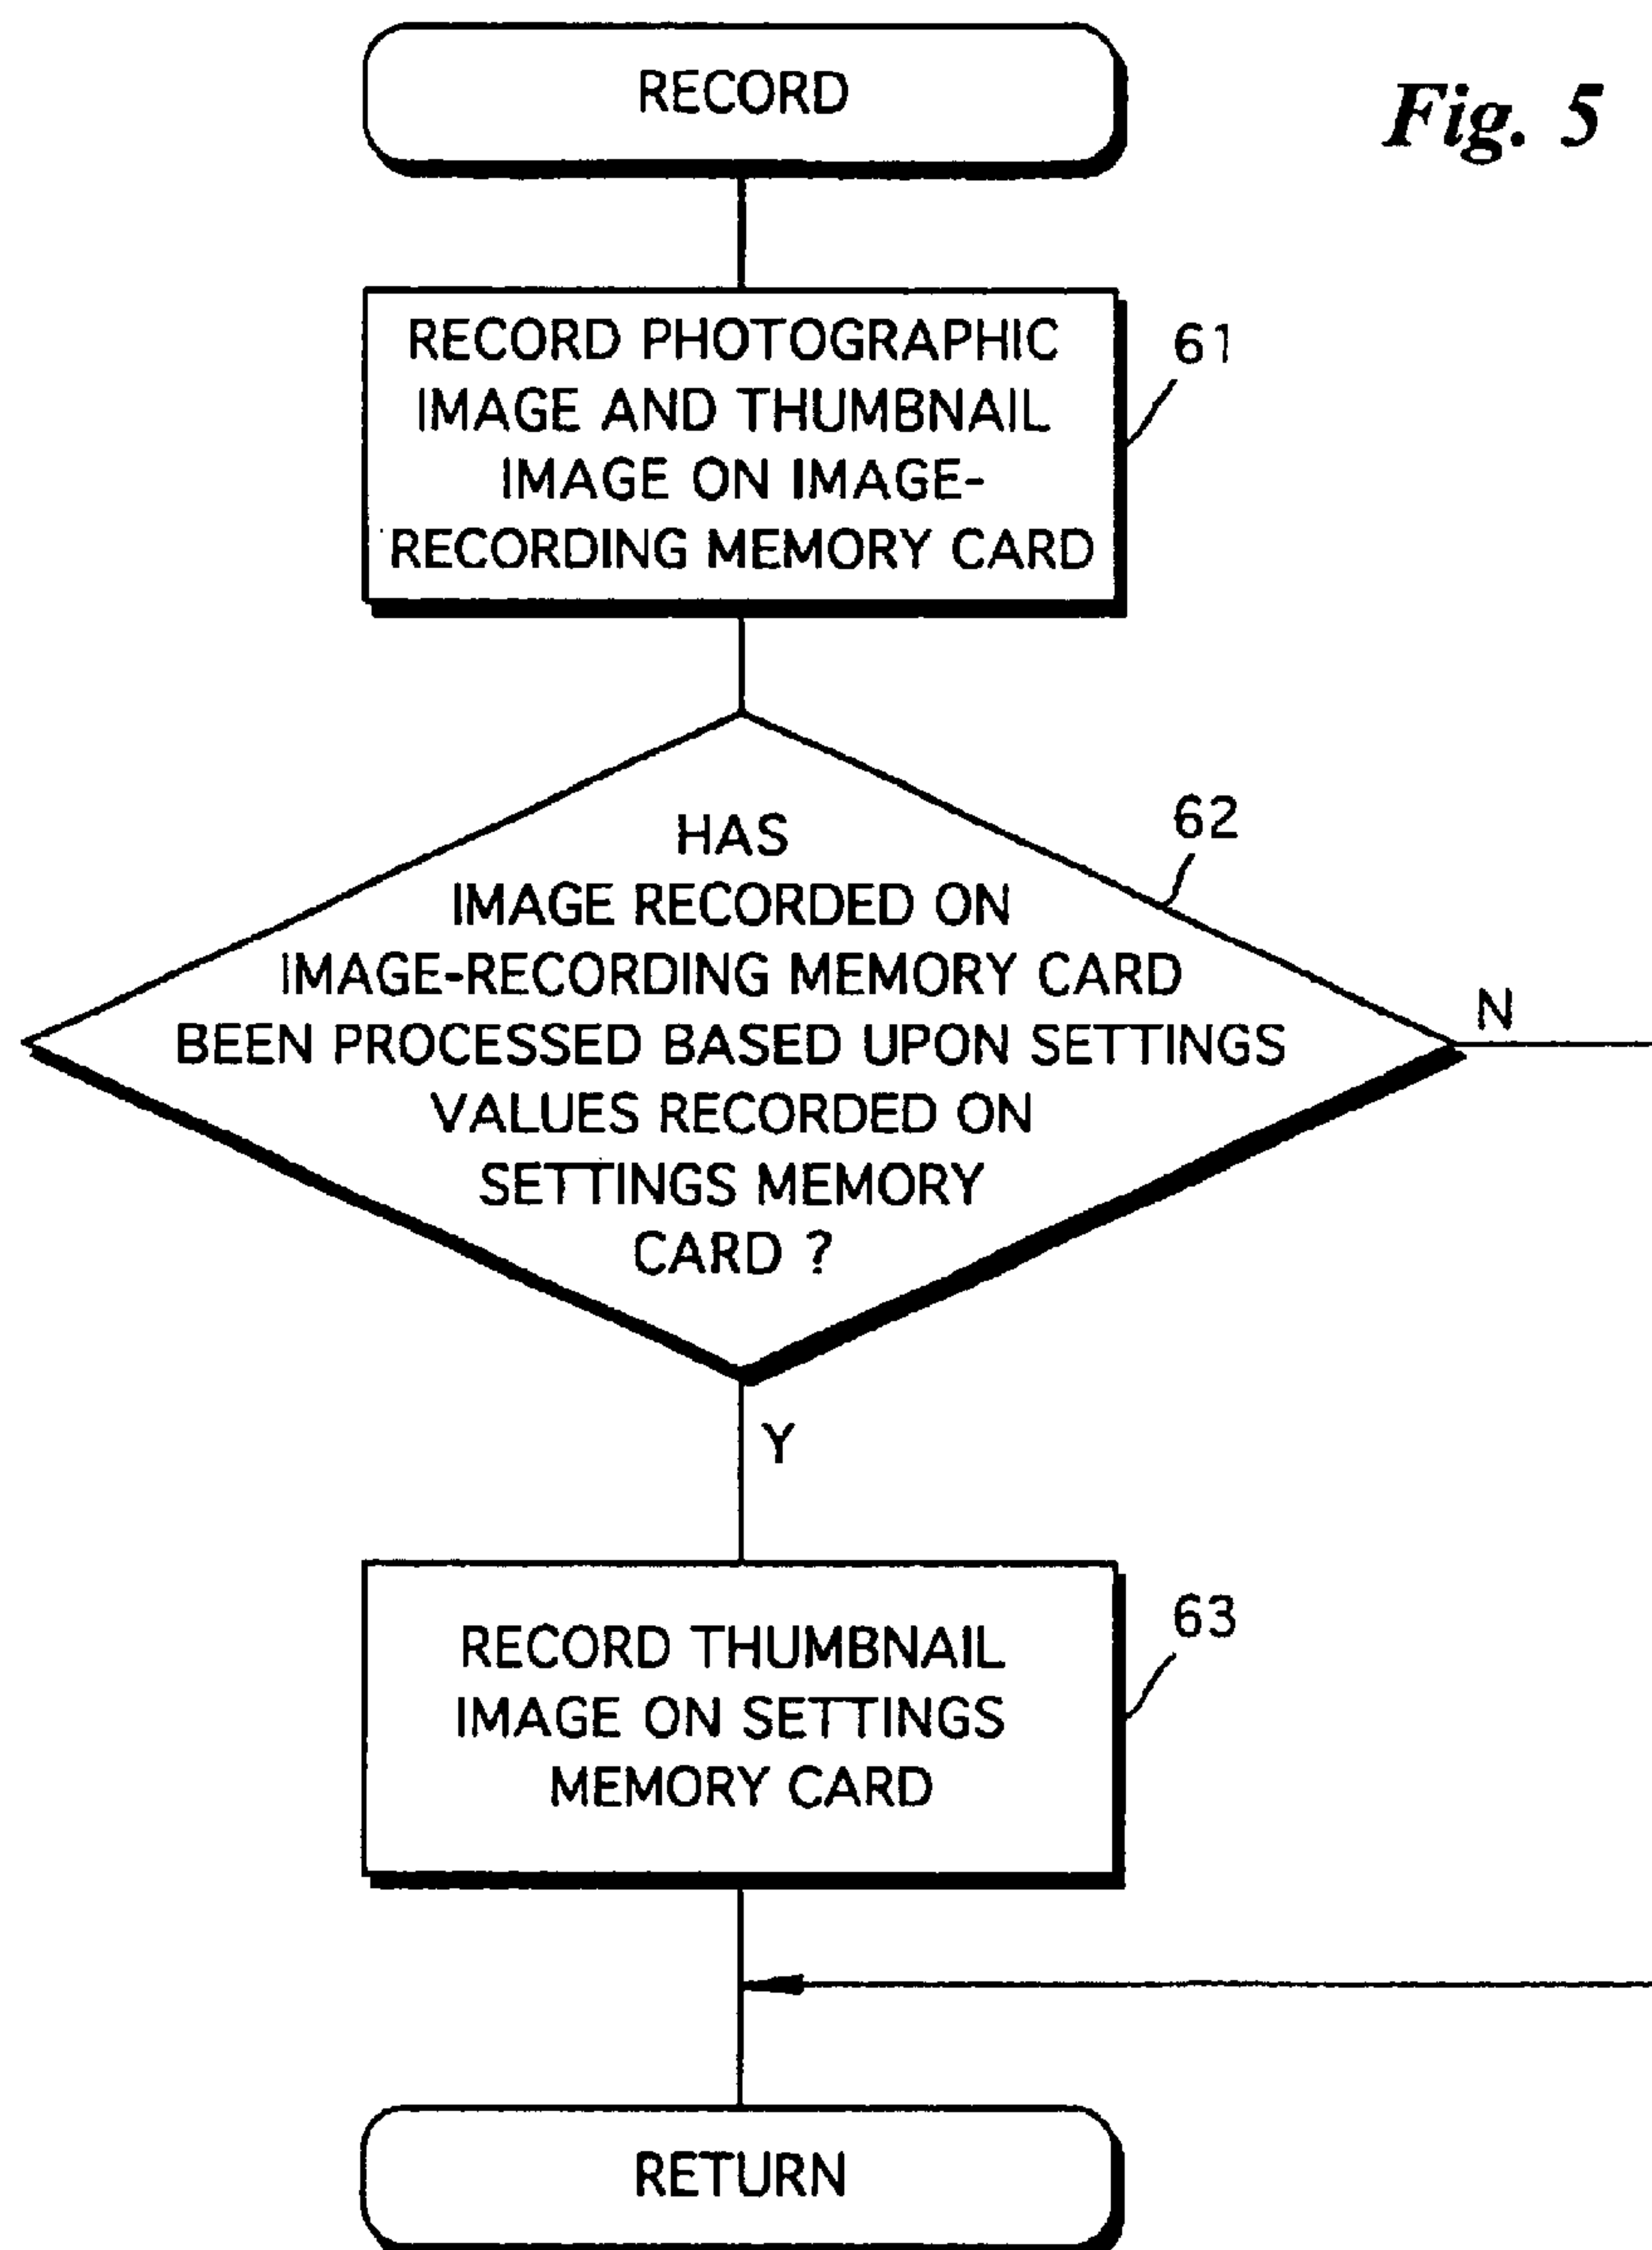 RECORD
Fig. 5
RECORD PHOTOGRAPHIC
IMAGE AND THUMBNAIL
IMAGE ON IMAGE-
RECORDING MEMORY CARD
61
HAS
IMAGE RECORDED ON
IMAGE-RECORDING MEMORY CARD
BEEN PROCESSED BASED UPON SETTINGS
VALUES RECORDED ON
SETTINGS MEMORY
CARD ?
62
N
Y
RECORD THUMBNAIL
IMAGE ON SETTINGS
MEMORY CARD
63
RETURN